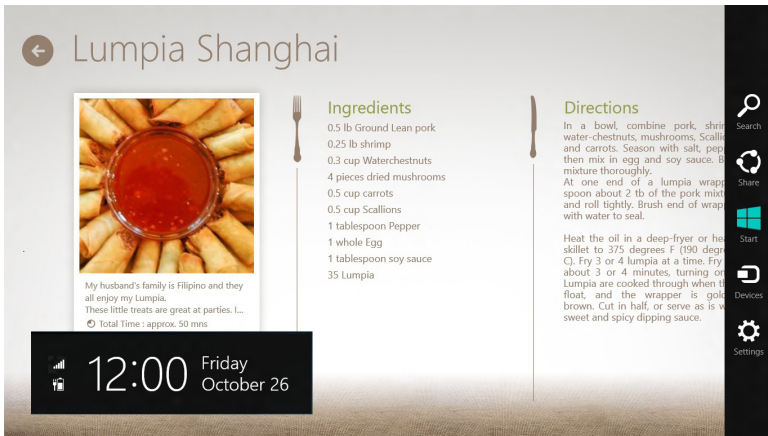 Lumpia Shanghai
My husband's family is Filipino and they
all enjoy my Lumpia.
These little treats are great at parties. I...
Total Time : approx. 50 mns
Ingredients
0.5 lb Ground Lean pork
0.25 lb shrimp
0.3 cup Waterchestnuts
4 pieces dried mushrooms
0.5 cup carrots
0.5 cup Scallions
1 tablespoon Pepper
1 whole Egg
1 tablespoon soy sauce
35 Lumpia
Directions
In a bowl, combine pork,
water-chestnuts, mushrooms,
and carrots. Season with salt,
then mix in egg and soy sauce.
mixture thoroughly.
At one end of a lumpia
spoon about 2 tb of the pork
and roll tightly. Brush end of
with water to seal.
Heat the oil in a deep-fryer or
skillet to 375 degrees F (190
C). Fry 3 or 4 lumpia at a time. Fry
about 3 or 4 minutes, turning
Lumpia are cooked through when
float, and the wrapper is
brown. Cut in half, or serve as is
sweet and spicy dipping sauce.
Search
Share
Start
Devices
Settings
12:00
Friday
October 26